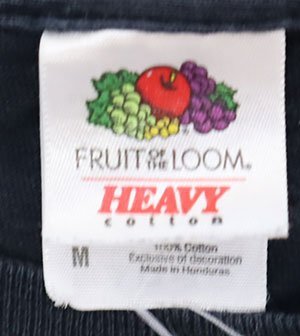 FRUIT OF THE LOOM®
HEAVY
cotton
M
100% Cotton
Exclusive of decoration
Made in Honduras